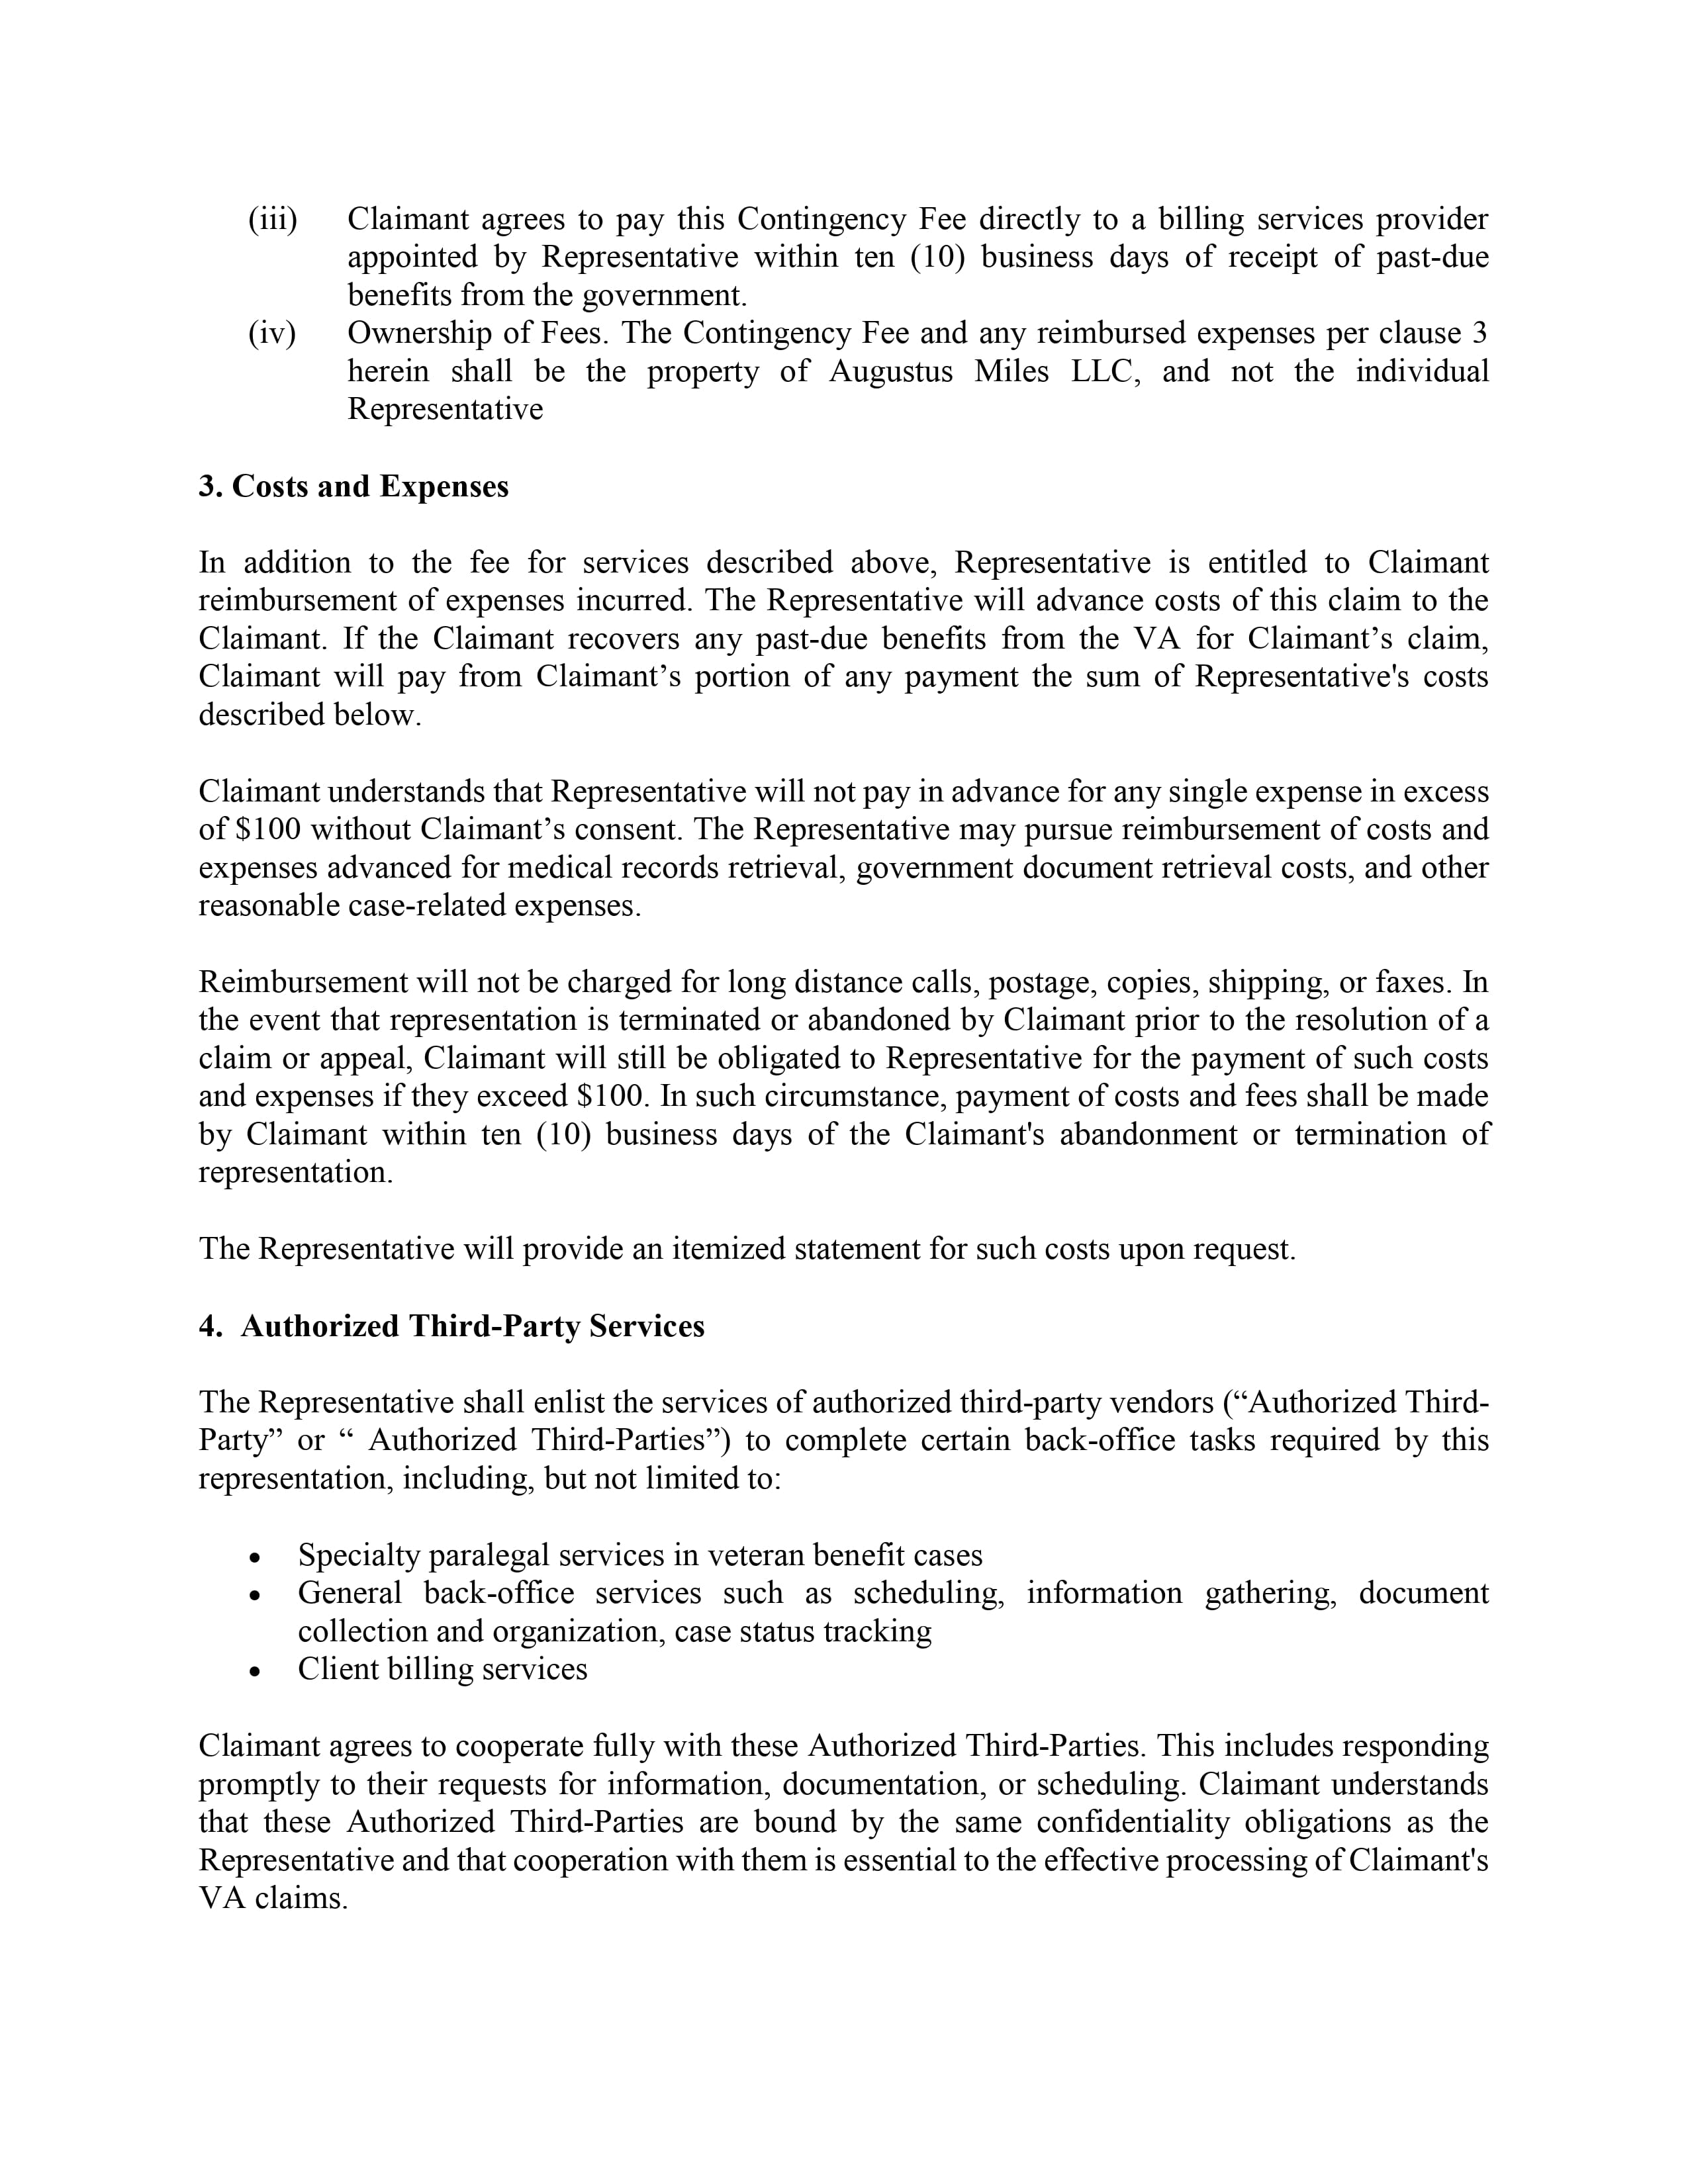 (iii) Claimant agrees to pay this Contingency Fee directly to a billing services provider
appointed by Representative within ten (10) business days of receipt of past-due
benefits from the government.
(iv) Ownership of Fees. The Contingency Fee and any reimbursed expenses per clause 3
herein shall be the property of Augustus Miles LLC, and not the individual
Representative
3. Costs and Expenses
In addition to the fee for services described above, Representative is entitled to Claimant
reimbursement of expenses incurred. The Representative will advance costs of this claim to the
Claimant. If the Claimant recovers any past-due benefits from the VA for Claimant’s claim,
Claimant will pay from Claimant’s portion of any payment the sum of Representative's costs
described below.
Claimant understands that Representative will not pay in advance for any single expense in excess
of $100 without Claimant’s consent. The Representative may pursue reimbursement of costs and
expenses advanced for medical records retrieval, government document retrieval costs, and other
reasonable case-related expenses.
Reimbursement will not be charged for long distance calls, postage, copies, shipping, or faxes. In
the event that representation is terminated or abandoned by Claimant prior to the resolution of a
claim or appeal, Claimant will still be obligated to Representative for the payment of such costs
and expenses if they exceed $100. In such circumstance, payment of costs and fees shall be made
by Claimant within ten (10) business days of the Claimant's abandonment or termination of
representation.
The Representative will provide an itemized statement for such costs upon request.
4. Authorized Third-Party Services
The Representative shall enlist the services of authorized third-party vendors (“Authorized Third-
Party” or “ Authorized Third-Parties”) to complete certain back-office tasks required by this
representation, including, but not limited to:
• Specialty paralegal services in veteran benefit cases
• General back-office services such as scheduling, information gathering, document
collection and organization, case status tracking
• Client billing services
Claimant agrees to cooperate fully with these Authorized Third-Parties. This includes responding
promptly to their requests for information, documentation, or scheduling. Claimant understands
that these Authorized Third-Parties are bound by the same confidentiality obligations as the
Representative and that cooperation with them is essential to the effective processing of Claimant's
VA claims.